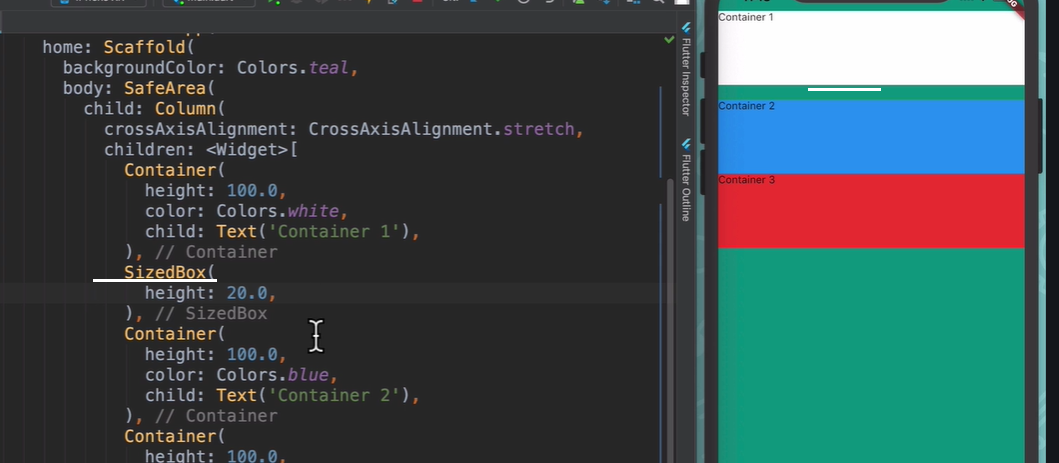 home: Scaffold(
backgroundColor: Colors.teal,
body: SafeArea(
child: Column(
crossAxisAlignment: CrossAxisAlignment.stretch,
children: <Widget>[
Container(
height: 100.0,
color: Colors.white,
child: Text('Container 1'),
), // Container
SizedBox(
height: 20.0,
), // SizedBox
Container(
height: 100.0,
color: Colors.blue,
child: Text('Container 2'),
), // Container
Container(
height: 100.0,
Flutter Inspector
Flutter Outline
Container 1
Container 2
Container 3